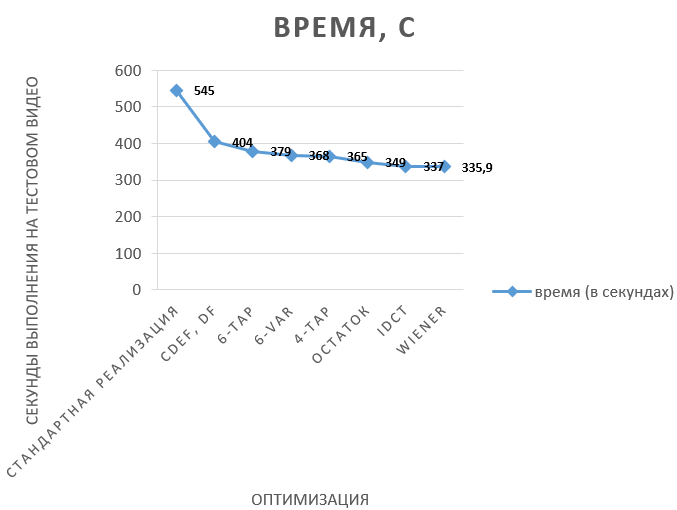 ВРЕМЯ, С
СЕКУНДЫ ВЫПОЛНЕНИЯ НА ТЕСТОВОМ ВИДЕО
600
500
400
300
200
100
0
545
404
379
368
365
349
337
335,9
СТАНДАРТНАЯ РЕАЛИЗАЦИЯ
CDEF, DF
6-TAP
6-VAR
4-TAP
ОСТАТОК
IDCT
WIENER
время (в секундах)
ОПТИМИЗАЦИЯ